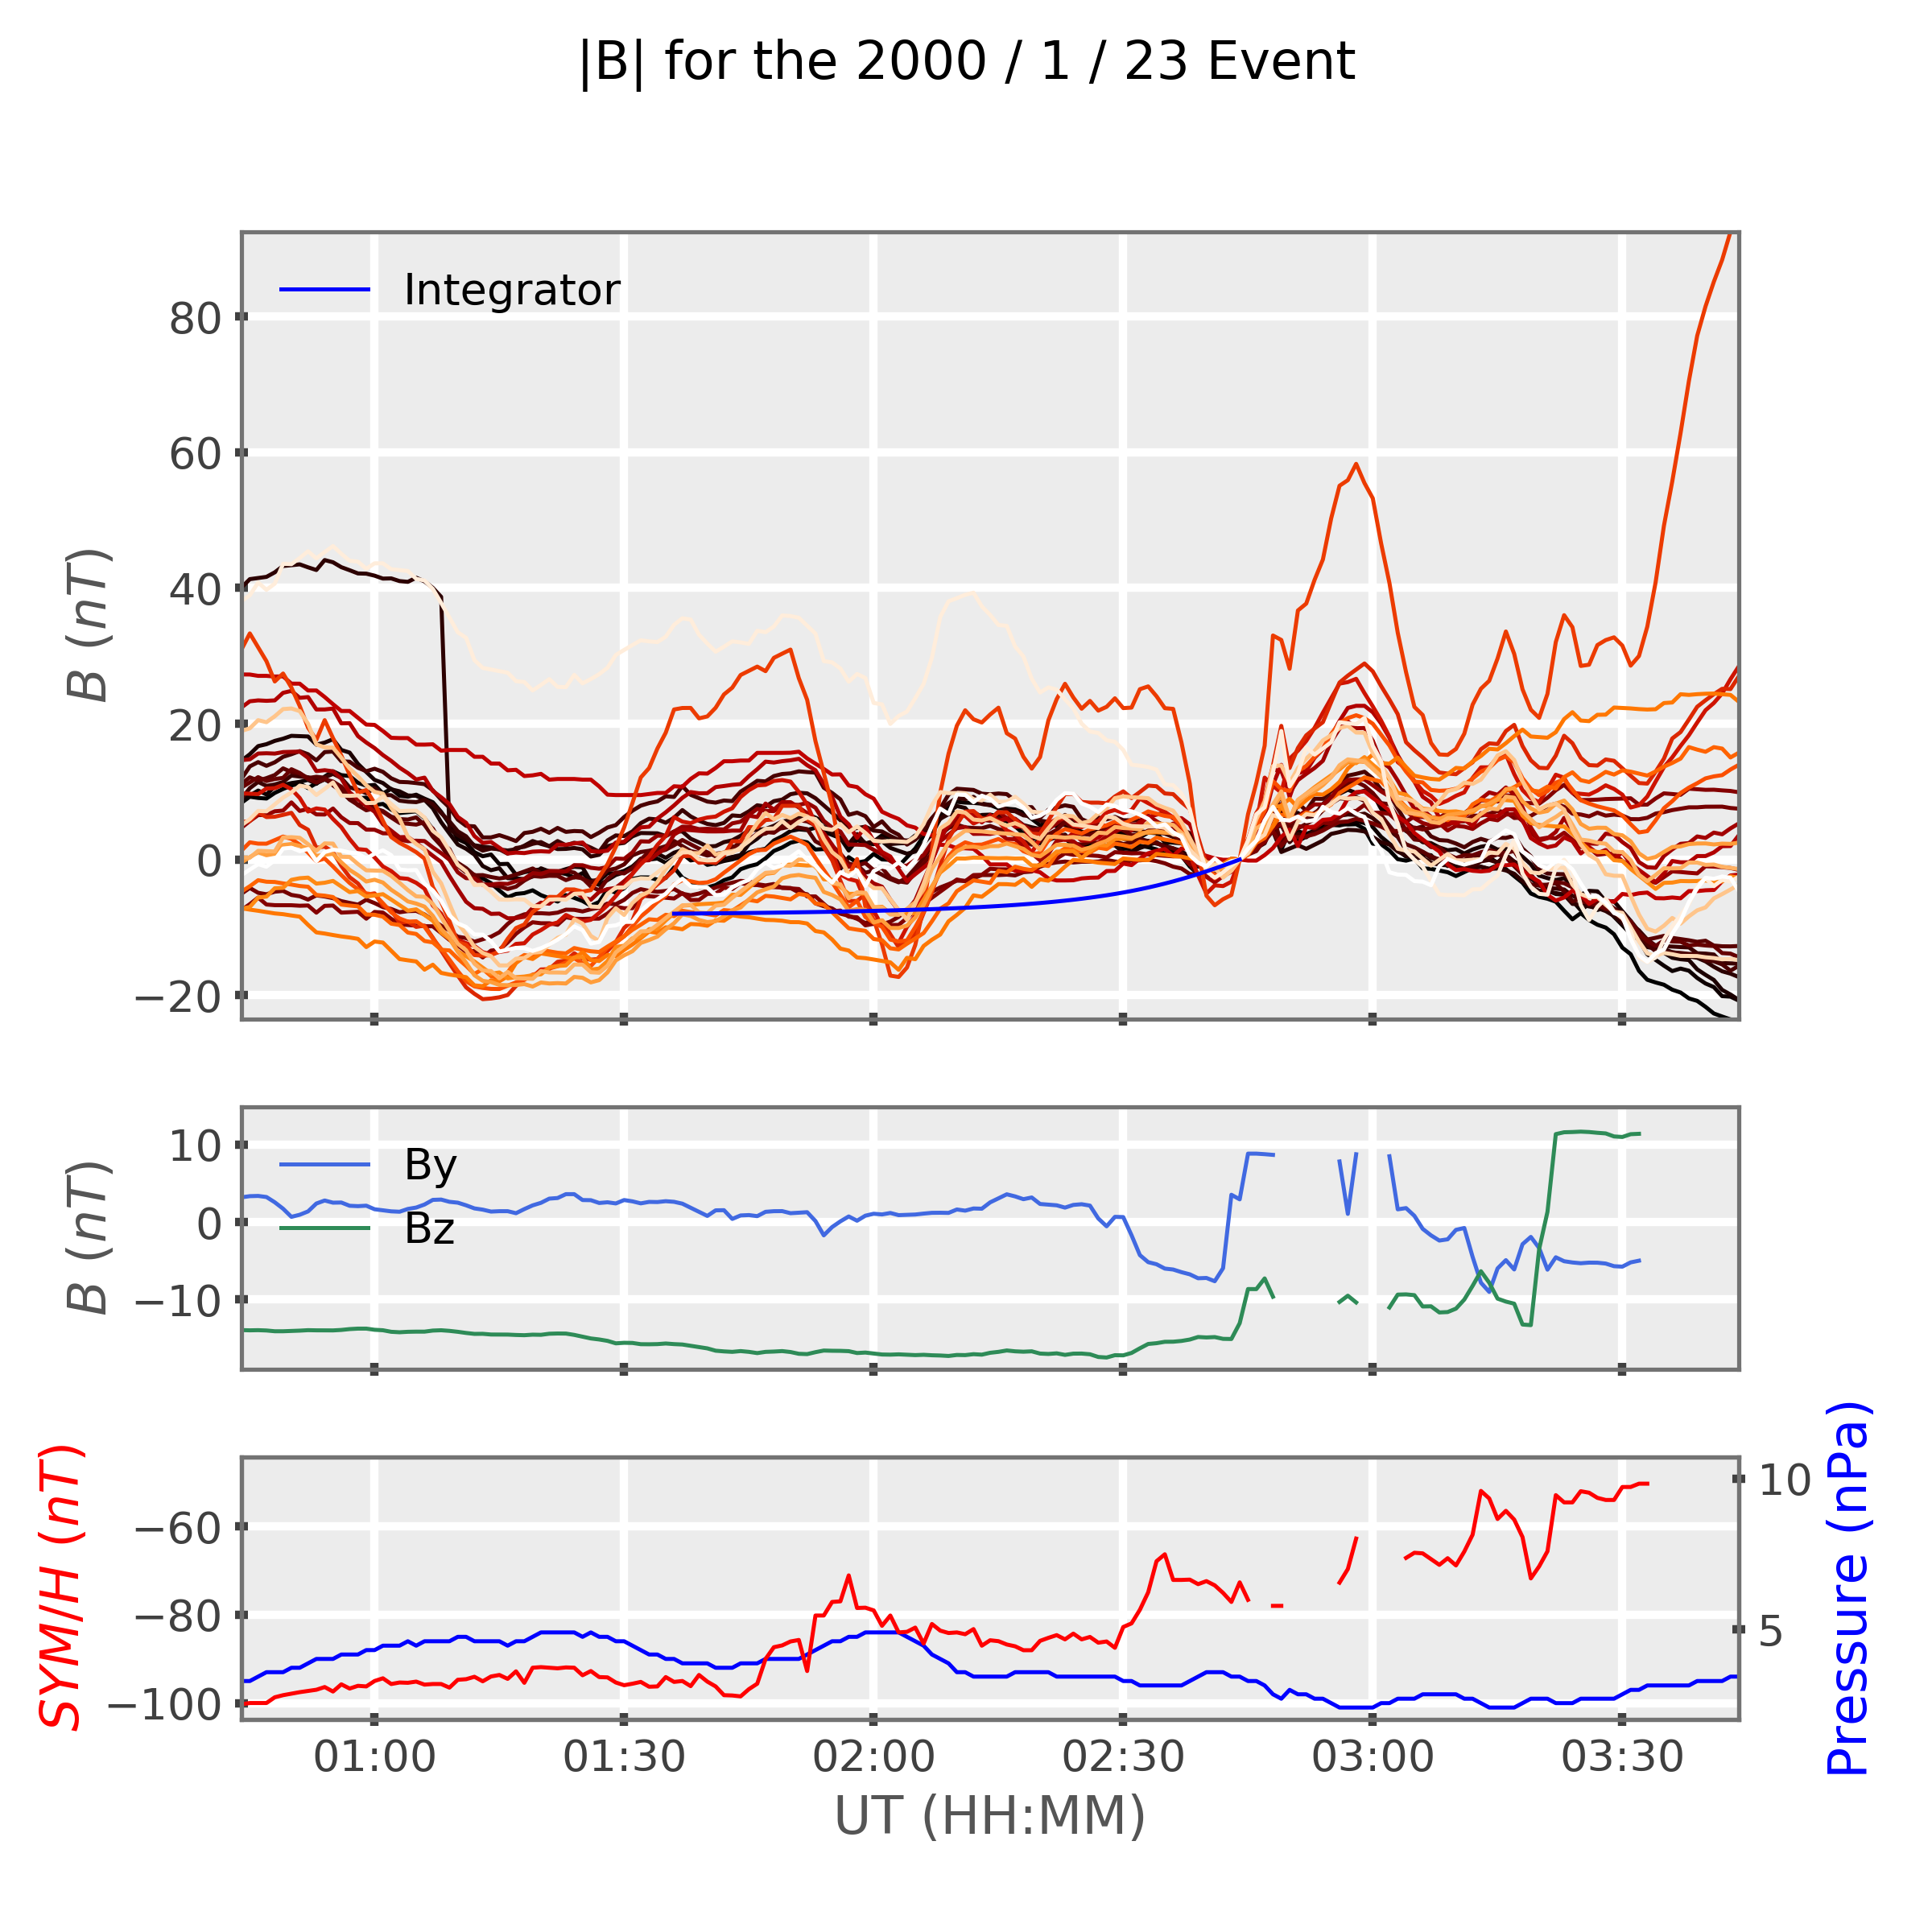 |B| for the 2000 / 1 / 23 Event
B (nT)
80
60
40
20
0
−20
Integrator
B (nT)
10
0
−10
By
Bz
SYM/H (nT)
−60
−80
−100
10
5
Pressure (nPa)
01:00 01:30 02:00 02:30 03:00 03:30
UT (HH:MM)